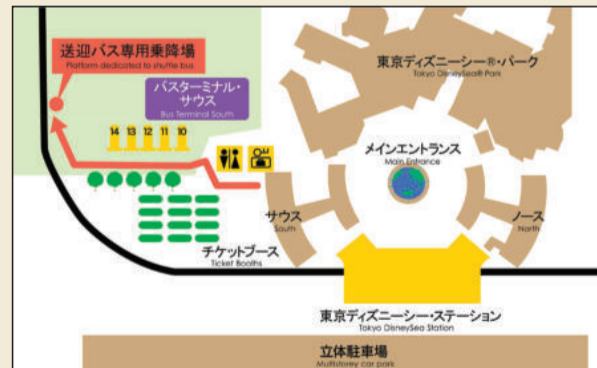 送迎バス専用乗降場
Platform dedicated to shuttle bus
バスターミナル・
サウス
Bus Terminal South
14 13 12 11 10
東京ディズニーシー®・パーク
Tokyo DisneySea® Park
メインエントランス
Main Entrance
サウス
South
ノース
North
チケットブース
Ticket Booths
東京ディズニーシー・ステーション
Tokyo DisneySea Station
立体駐車場
Multistorey car park